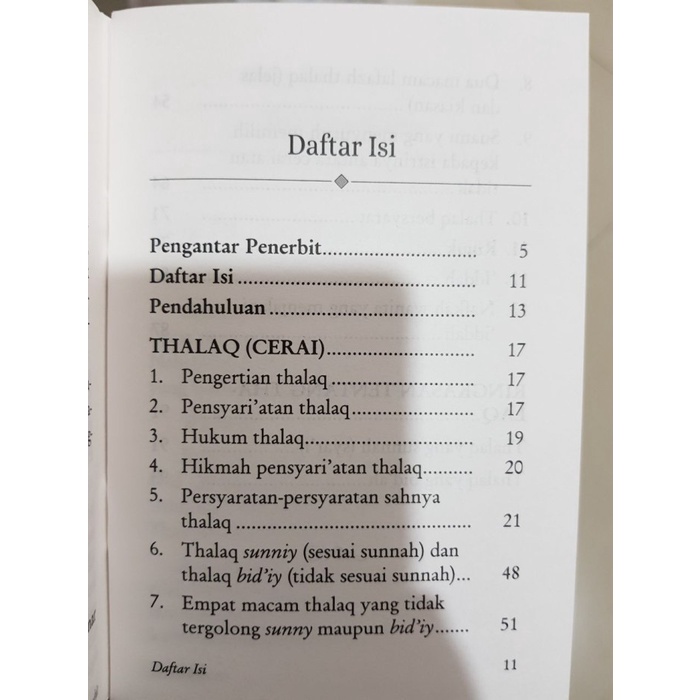 Daftar Isi
Pengantar Penerbit.............................. 5
Daftar Isi.............................................. 11
Pendahuluan........................................ 13
THALAQ (CERAI)............................. 17
1. Pengertian thalaq............................ 17
2. Pensyari'atan thalaq........................ 17
3. Hukum thalaq................................ 19
4. Hikmah pensyari'atan thalaq.......... 20
5. Persyaratan-persyaratan sahnya
thalaq.............................................. 21
6. Thalaq sunniy (sesuai sunnah) dan
thalaq bid'iy (tidak sesuai sunnah)... 48
7. Empat macam thalaq yang tidak
tergolong sunny maupun bid'iy....... 51
Daftar Isi 11